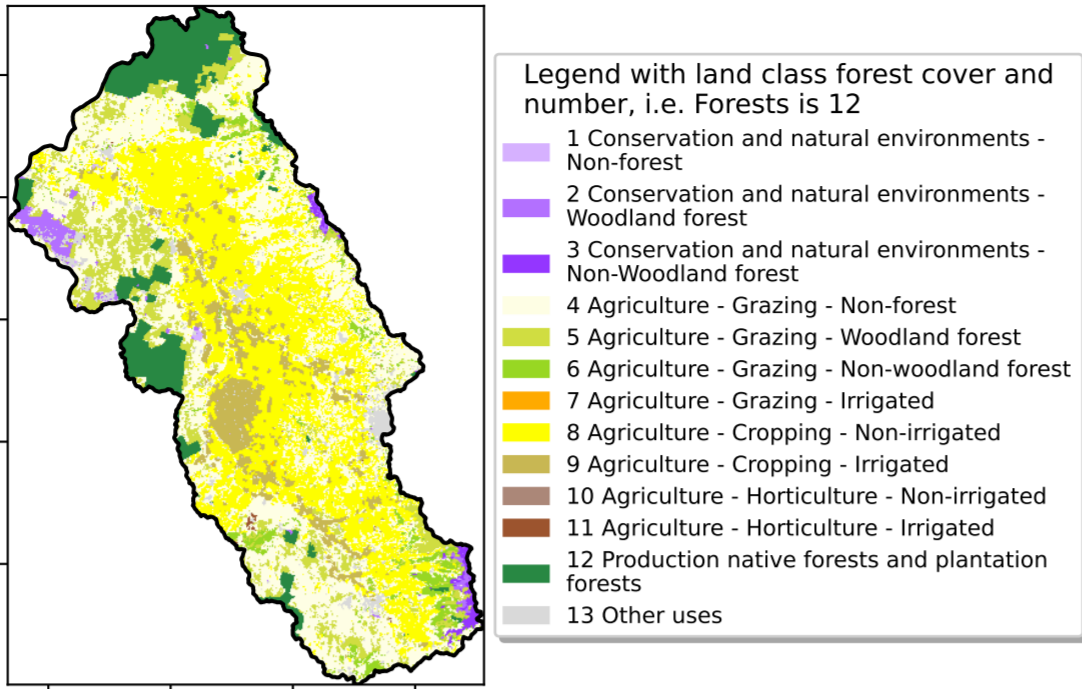 Legend with land class forest cover and
number, i.e. Forests is 12
1 Conservation and natural environments -
Non-forest
2 Conservation and natural environments -
Woodland forest
3 Conservation and natural environments -
Non-Woodland forest
4 Agriculture - Grazing - Non-forest
5 Agriculture - Grazing - Woodland forest
6 Agriculture - Grazing - Non-woodland forest
7 Agriculture - Grazing - Irrigated
8 Agriculture - Cropping - Non-irrigated
9 Agriculture - Cropping - Irrigated
10 Agriculture - Horticulture - Non-irrigated
11 Agriculture - Horticulture - Irrigated
12 Production native forests and plantation
forests
13 Other uses